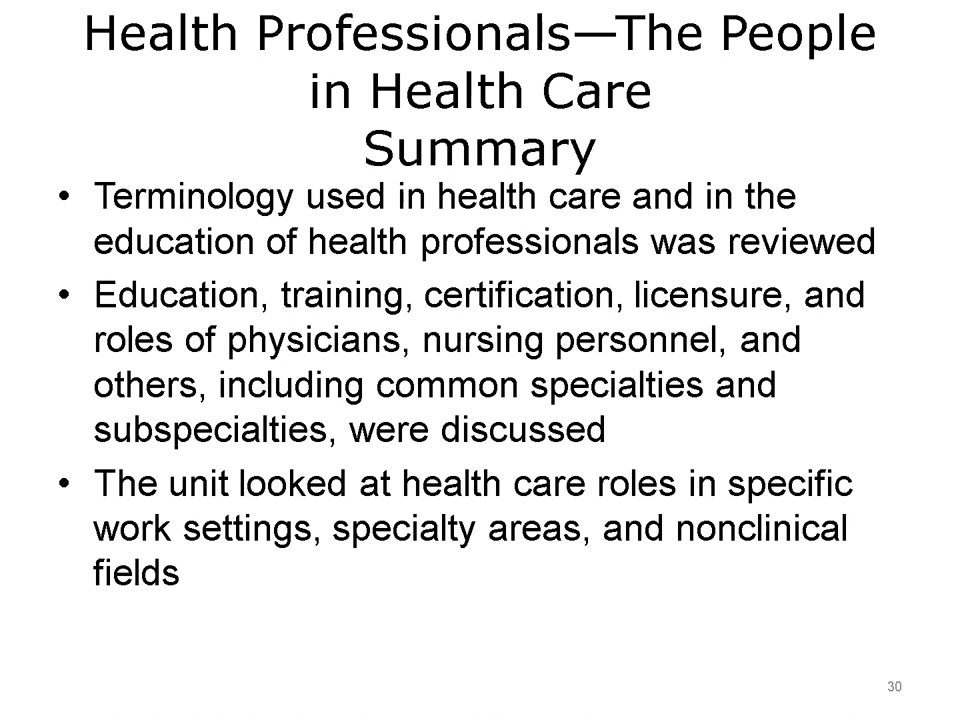 Health Professionals—The People
in Health Care
Summary
• Terminology used in health care and in the
education of health professionals was reviewed
• Education, training, certification, licensure, and
roles of physicians, nursing personnel, and
others, including common specialties and
subspecialties, were discussed
• The unit looked at health care roles in specific
work settings, specialty areas, and nonclinical
fields
30